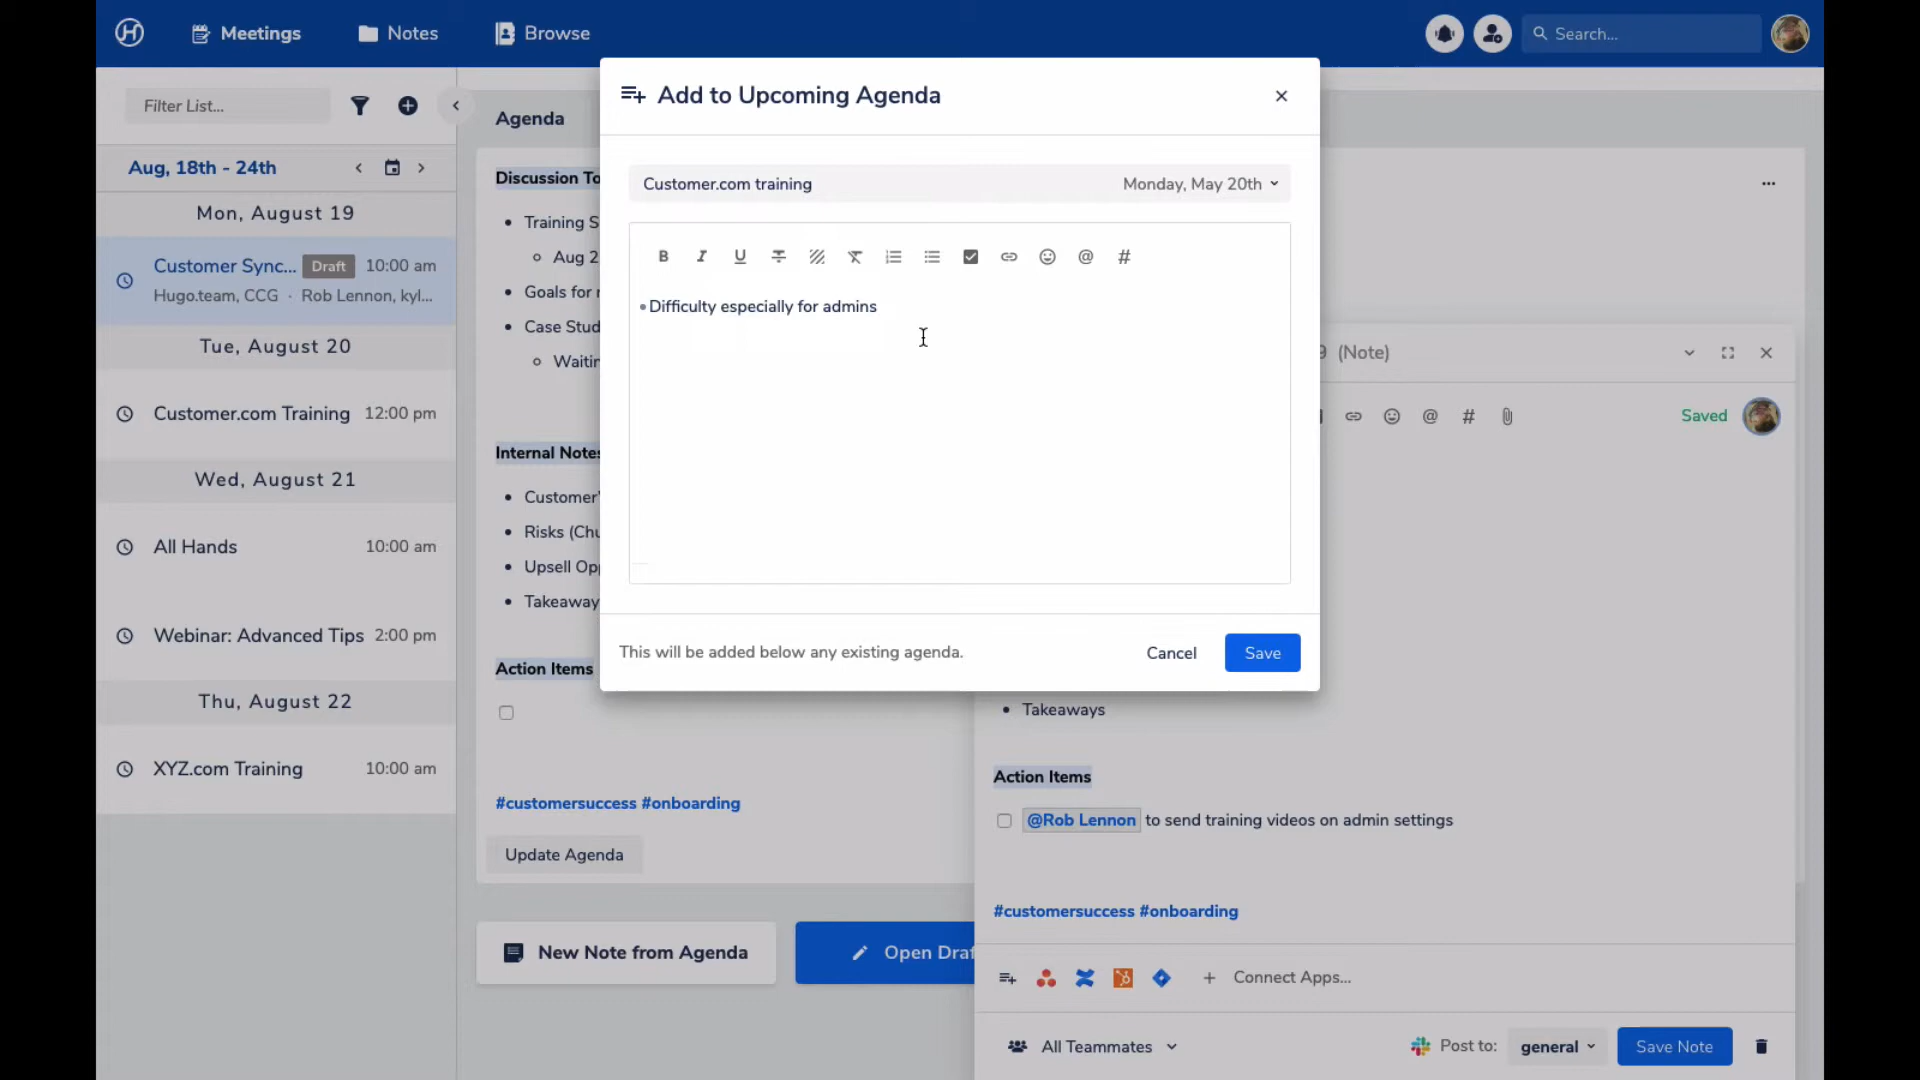 Meetings
Notes
Browse
Search...
Filter List...
Aug, 18th - 24th
Mon, August 19
Customer Sync... Draft 10:00 am
Hugo.team, CCG · Rob Lennon, kyl...
Tue, August 20
Customer.com Training 12:00 pm
Wed, August 21
All Hands 10:00 am
Webinar: Advanced Tips 2:00 pm
Thu, August 22
XYZ.com Training 10:00 am
Agenda
Discussion To
Training S
Aug 2
Goals for
Case Stud
Waitin
Internal Notes
Customer'
Risks (Chu
Upsell Opp
Takeaway
Action Items
#customersuccess #onboarding
Update Agenda
New Note from Agenda
Open Draf
Add to Upcoming Agenda
Customer.com training Monday, May 20th
B I U
Difficulty especially for admins
This will be added below any existing agenda.
Cancel
Save
9 (Note)
Saved
Takeaways
Action Items
@Rob Lennon to send training videos on admin settings
#customersuccess #onboarding
Connect Apps...
All Teammates
Post to: general
Save Note